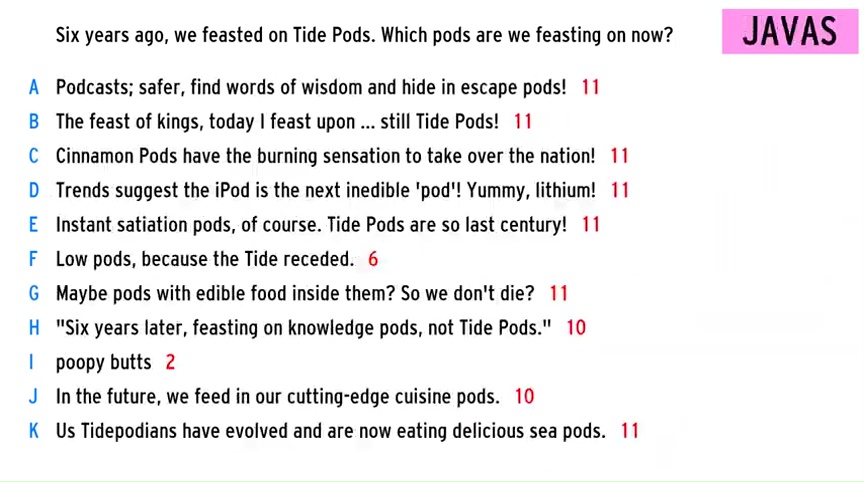 Six years ago, we feasted on Tide Pods. Which pods are we feasting on now?
JAVAS
A Podcasts; safer, find words of wisdom and hide in escape pods! 11
B The feast of kings, today I feast upon ... still Tide Pods! 11
C Cinnamon Pods have the burning sensation to take over the nation! 11
D Trends suggest the iPod is the next inedible 'pod'! Yummy, lithium! 11
E Instant satiation pods, of course. Tide Pods are so last century! 11
F Low pods, because the Tide receded. 6
G Maybe pods with edible food inside them? So we don't die? 11
H "Six years later, feasting on knowledge pods, not Tide Pods." 10
I poopy butts 2
J In the future, we feed in our cutting-edge cuisine pods. 10
K Us Tidepodians have evolved and are now eating delicious sea pods. 11